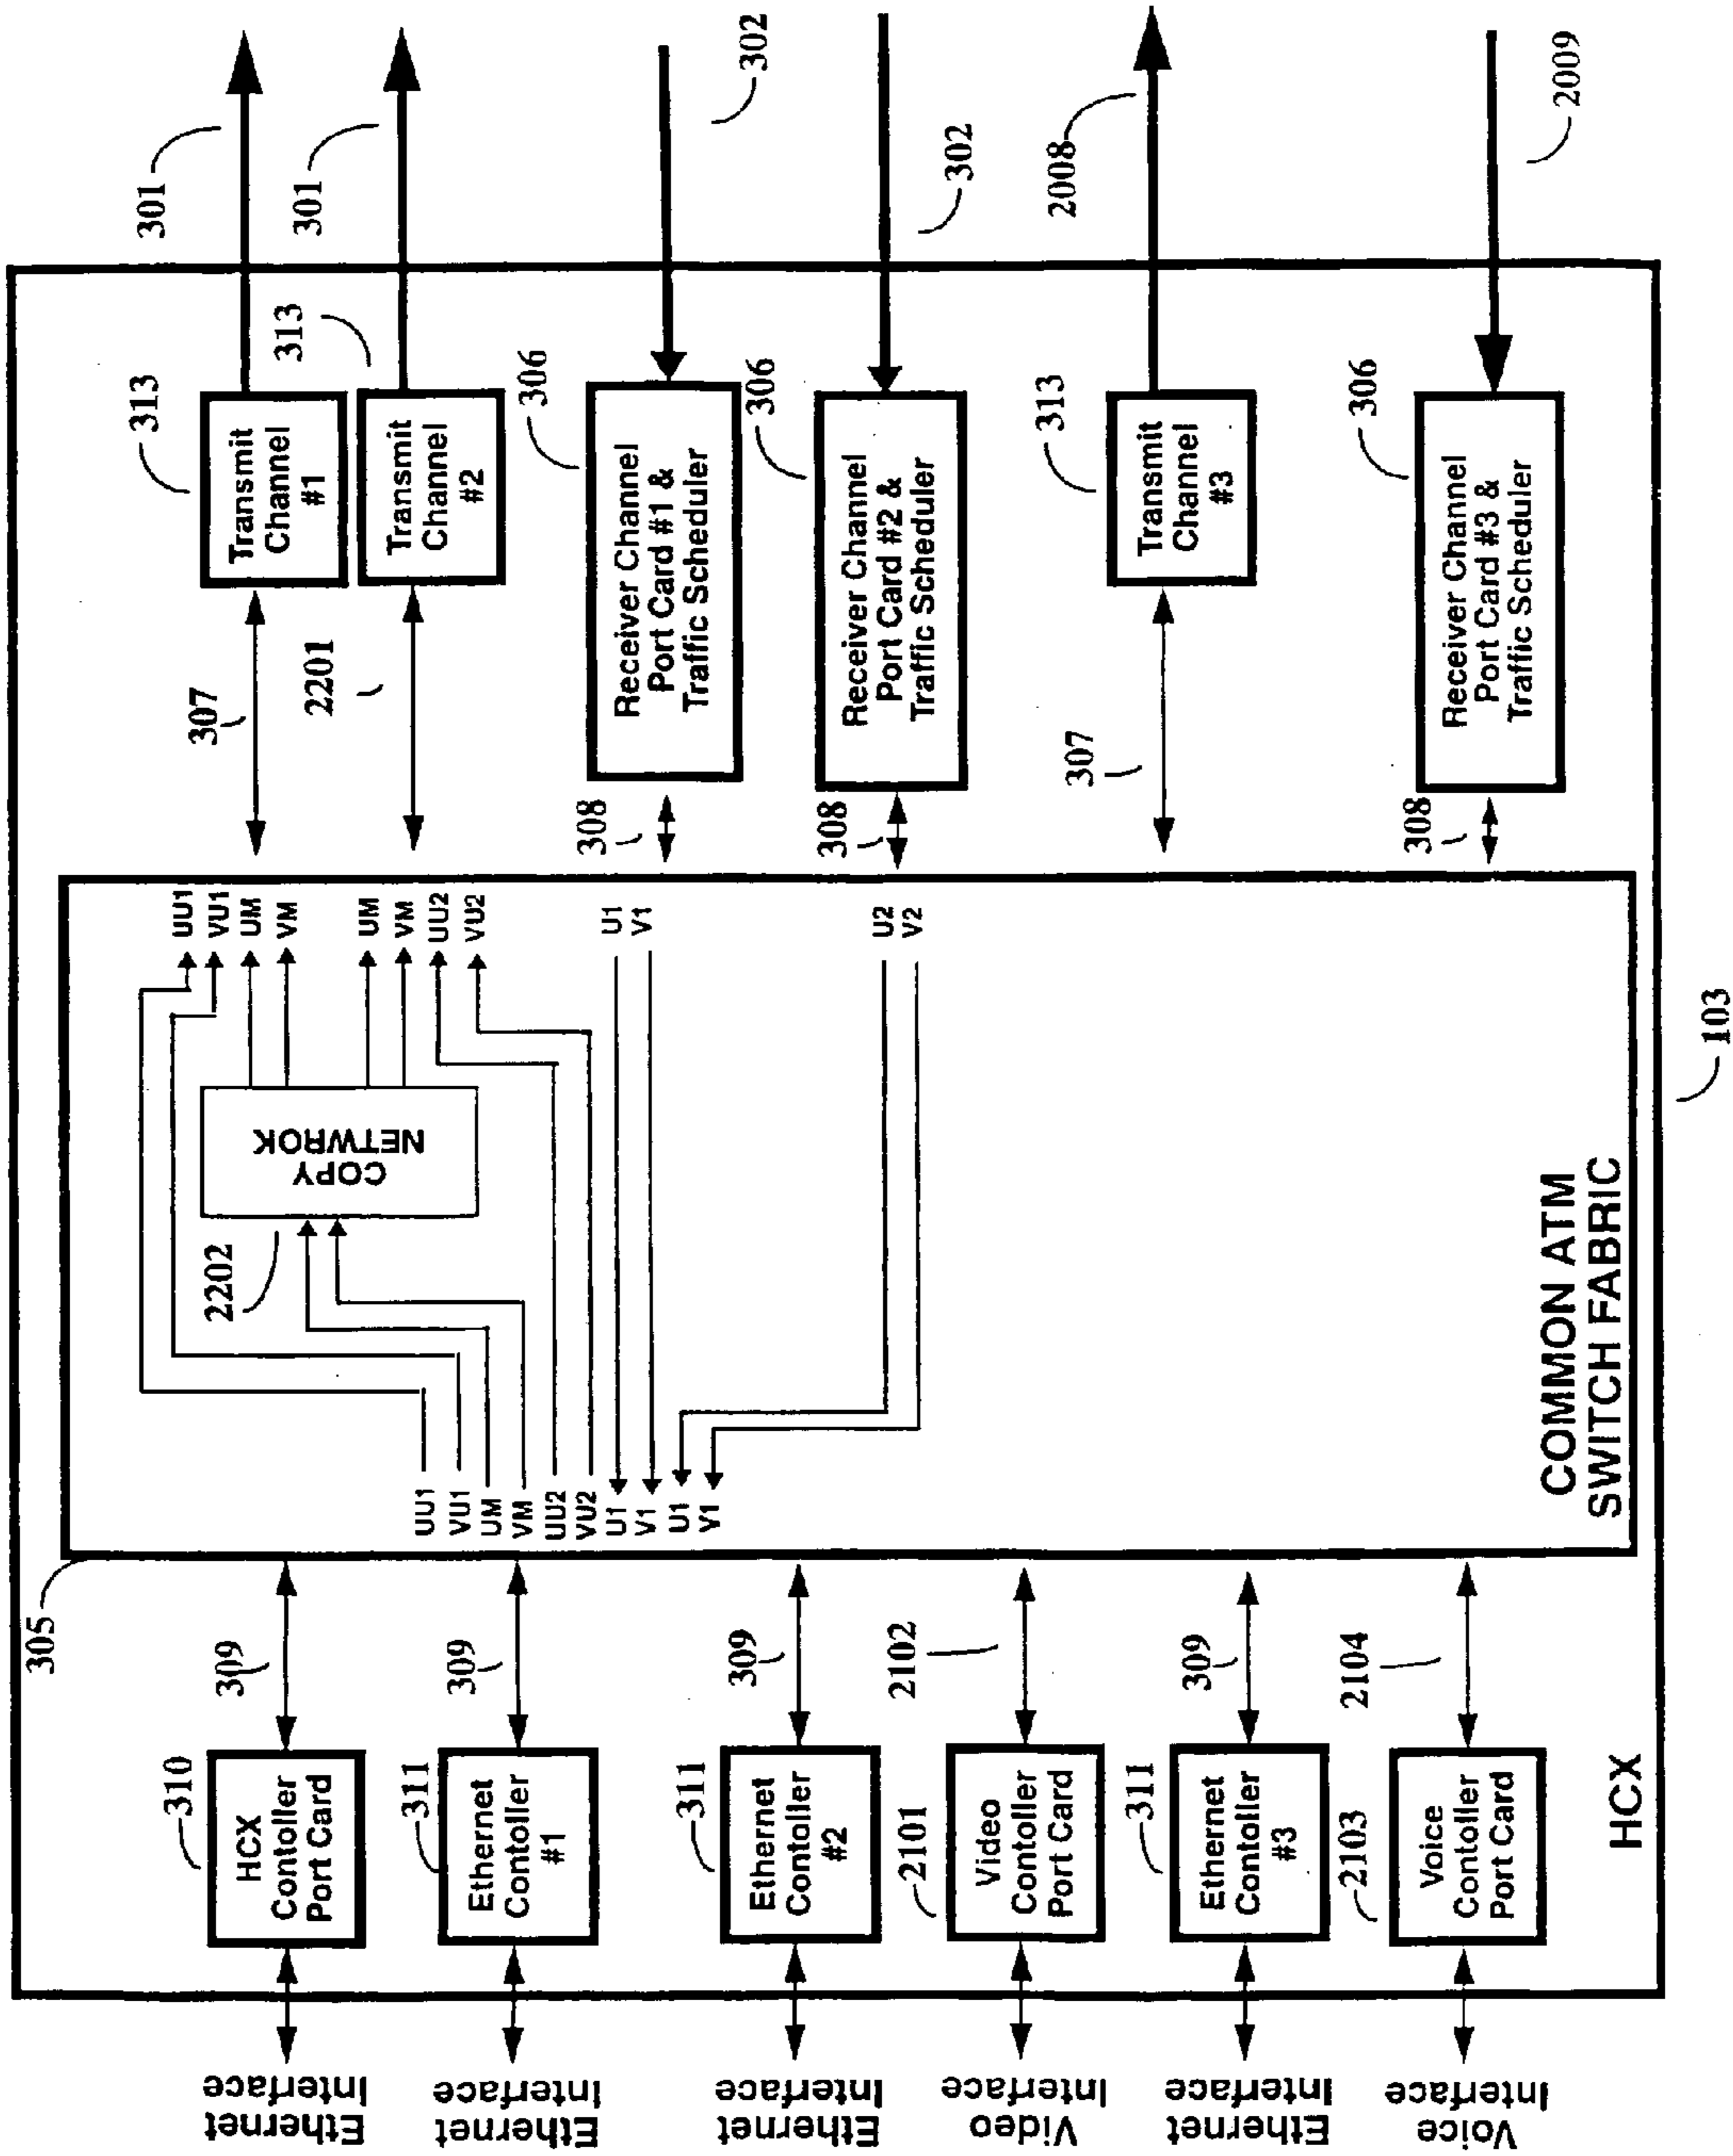 Ethernet
Interface
Ethernet
Interface
Ethernet
Interface
Video
Interface
Ethernet
Interface
Voice
Interface
310
HCX
Contoller
Port Card
311
Ethernet
Contoller
#1
311
Ethernet
Contoller
#2
2101
Video
Contoller
Port Card
311
Ethernet
Contoller
#3
2103
Voice
Contoller
Port Card
HCX
309
309
309
2102
309
2104
305
UU1
VU1
UM
VM
UU2
VU2
U1
V1
U1
V1
2202
COPY
NETWROK
UU1
VU1
UM
VM
UM
VM
UU2
VU2
U1
V1
U2
V2
COMMON ATM
SWITCH FABRIC
103
307
2201
308
308
307
308
313
Transmit
Channel
#1
313
Transmit
Channel
#2
306
Receiver Channel
Port Card #1 &
Traffic Scheduler
306
Receiver Channel
Port Card #2 &
Traffic Scheduler
313
Transmit
Channel
#3
306
Receiver Channel
Port Card #3 &
Traffic Scheduler
301
301
302
302
2008
2009